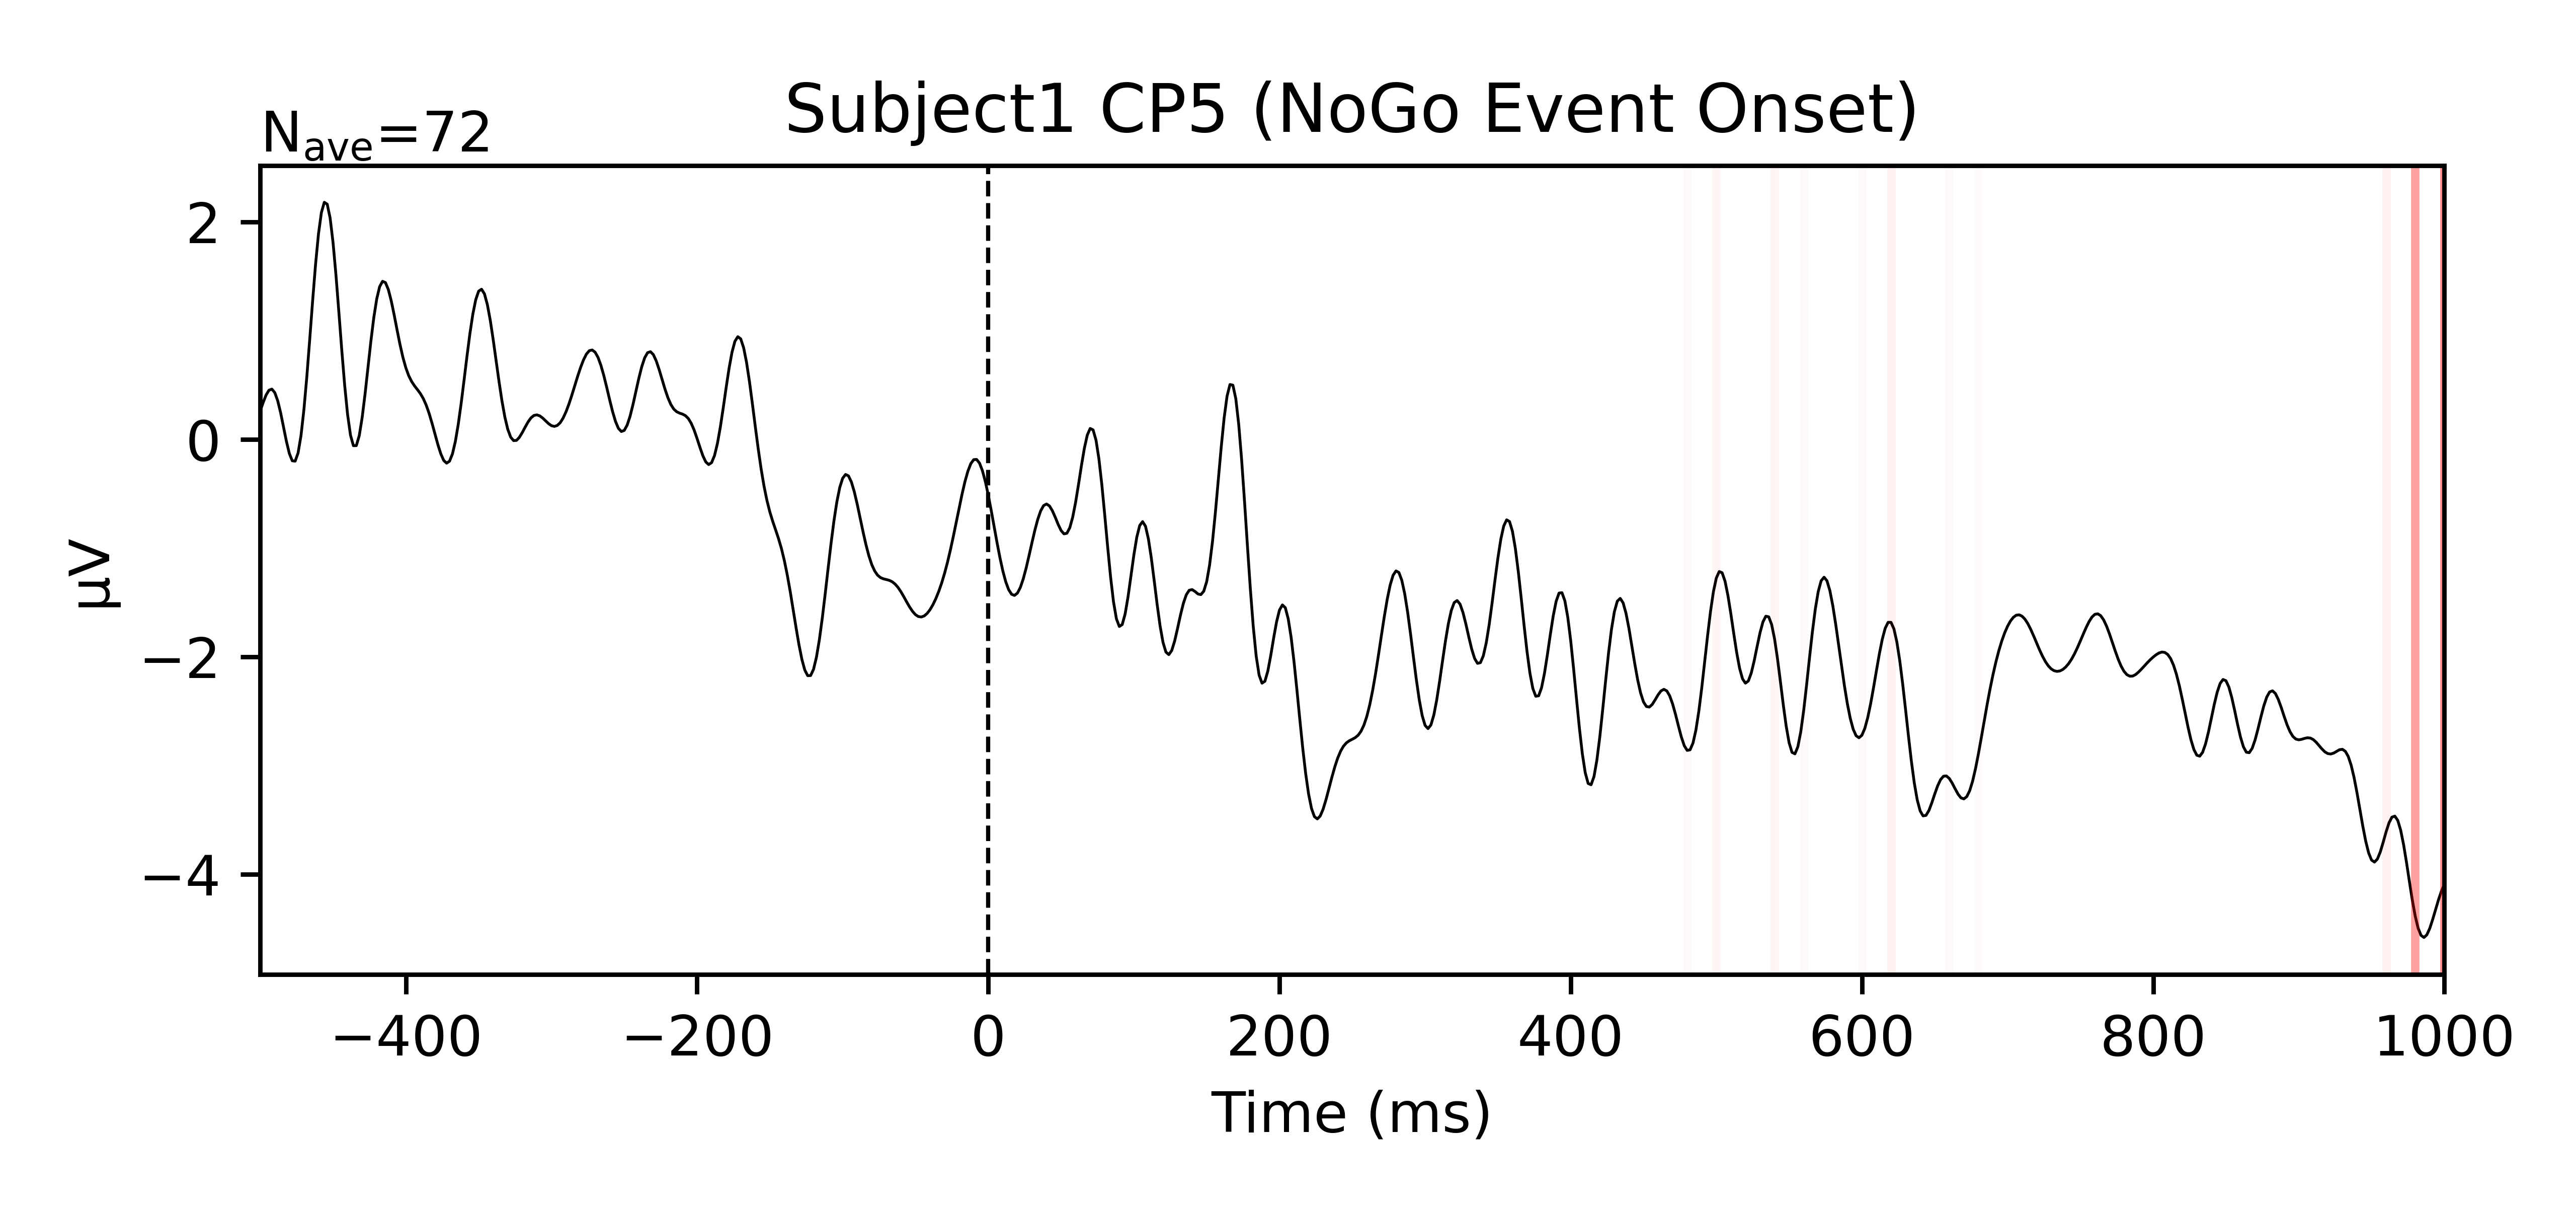 Subject1 CP5 (NoGo Event Onset)
Nave=72
2
0
−2
−4
µV
−400 −200 0 200 400 600 800 1000
Time (ms)